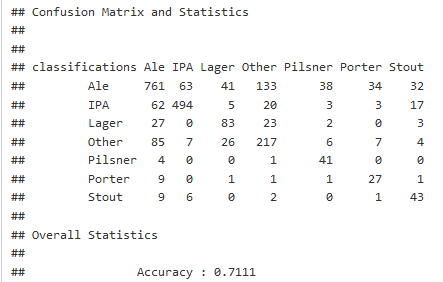 ## Confusion Matrix and Statistics
##
##
## classifications Ale IPA Lager Other Pilsner Porter Stout
##         Ale     761  63    41   133      38     34    32
##         IPA      62 494     5    20       3      3    17
##         Lager    27   0    83    23       2      0     3
##         Other    85   7    26   217       6      7     4
##         Pilsner   4   0     0     1      41      0     0
##         Porter    9   0     1     1       1     27     1
##         Stout     9   6     0     2       0      1    43
##
## Overall Statistics
##
##                Accuracy : 0.7111